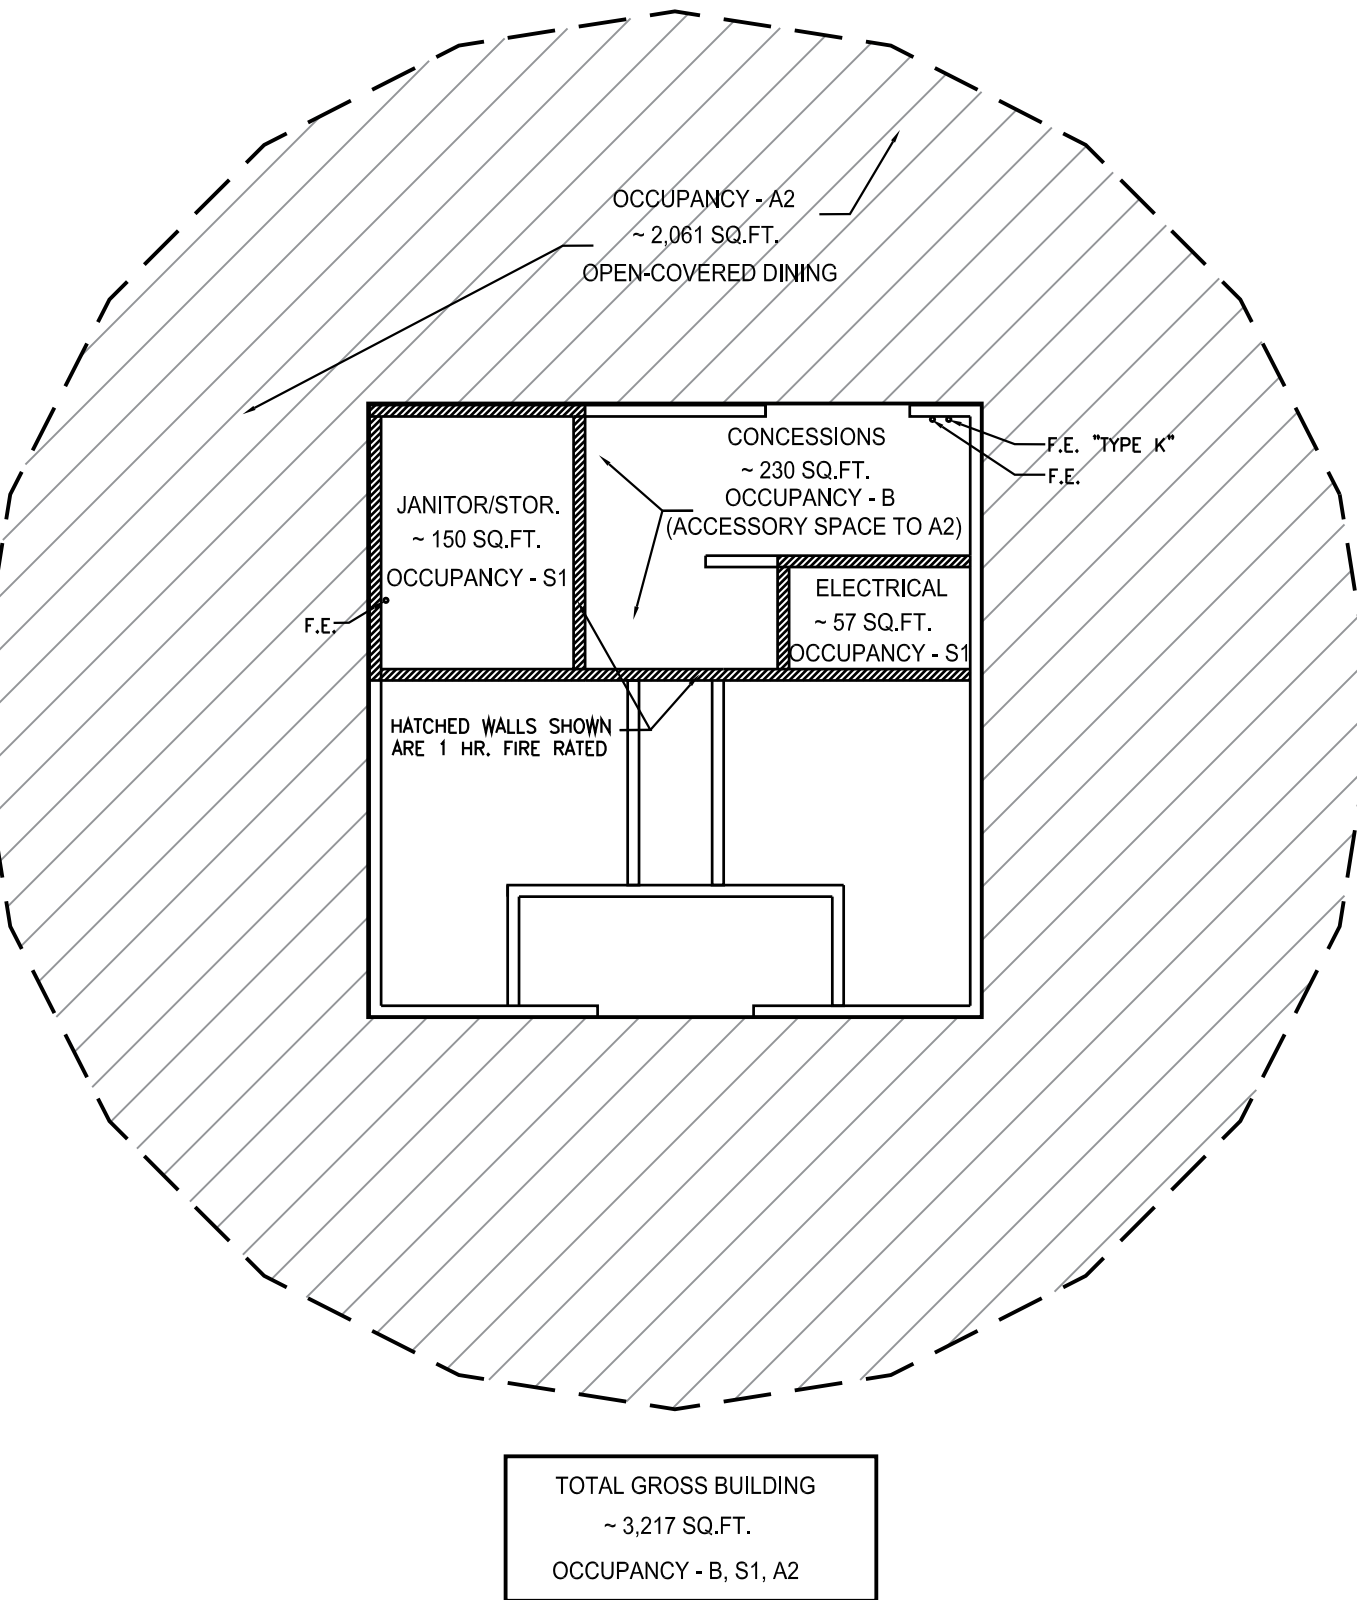 OCCUPANCY - A2
~ 2,061 SQ.FT.
OPEN-COVERED DINING
CONCESSIONS
~ 230 SQ.FT.
OCCUPANCY - B
(ACCESSORY SPACE TO A2)
F.E. "TYPE K"
F.E.
JANITOR/STOR.
~ 150 SQ.FT.
OCCUPANCY - S1
ELECTRICAL
~ 57 SQ.FT.
OCCUPANCY - S1
F.E.
HATCHED WALLS SHOWN
ARE 1 HR. FIRE RATED
TOTAL GROSS BUILDING
~ 3,217 SQ.FT.
OCCUPANCY - B, S1, A2